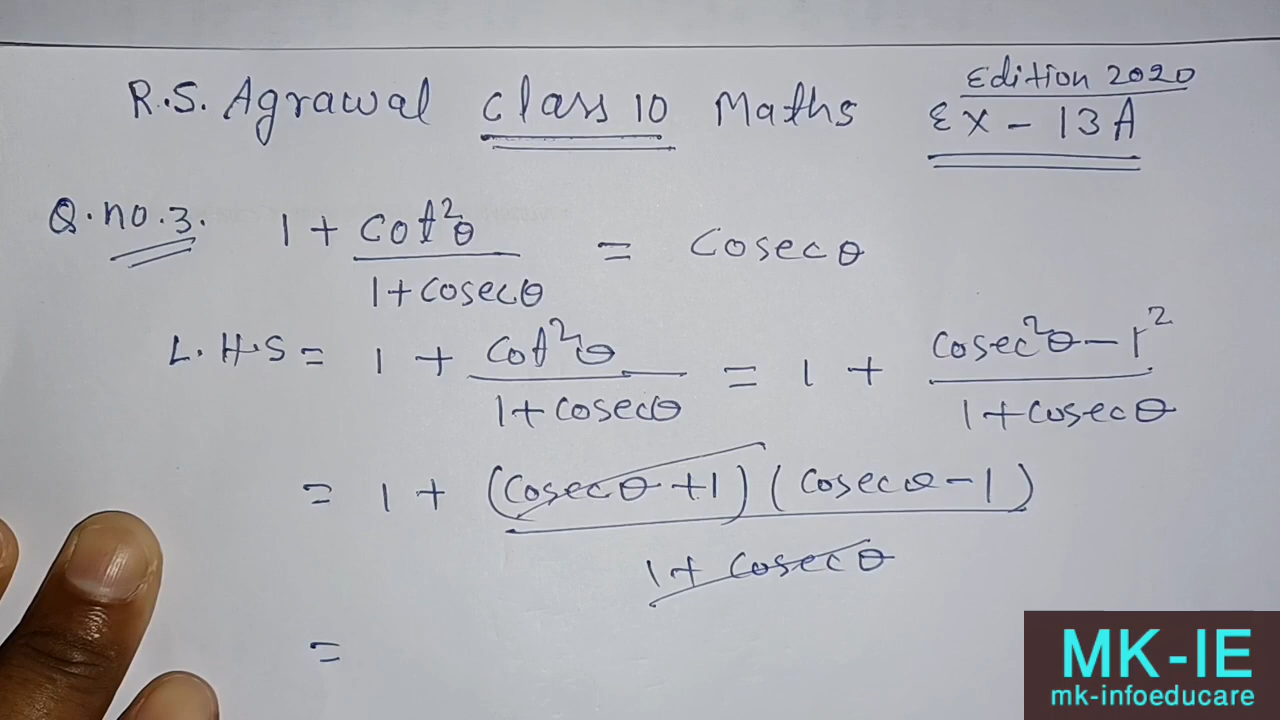 Edition 2020
R.S. Agrawal Class 10 Maths Ex - 13A
Q.no.3. 1 + cot²θ / 1+cosecθ = Cosecθ
L.H.S = 1 + cot²θ / 1+cosecθ = 1 + cosec²θ-1² / 1+cosecθ
= 1 + (cosecθ+1)(cosecθ-1) / 1+cosecθ
=
MK-IE
mk-infoeducare